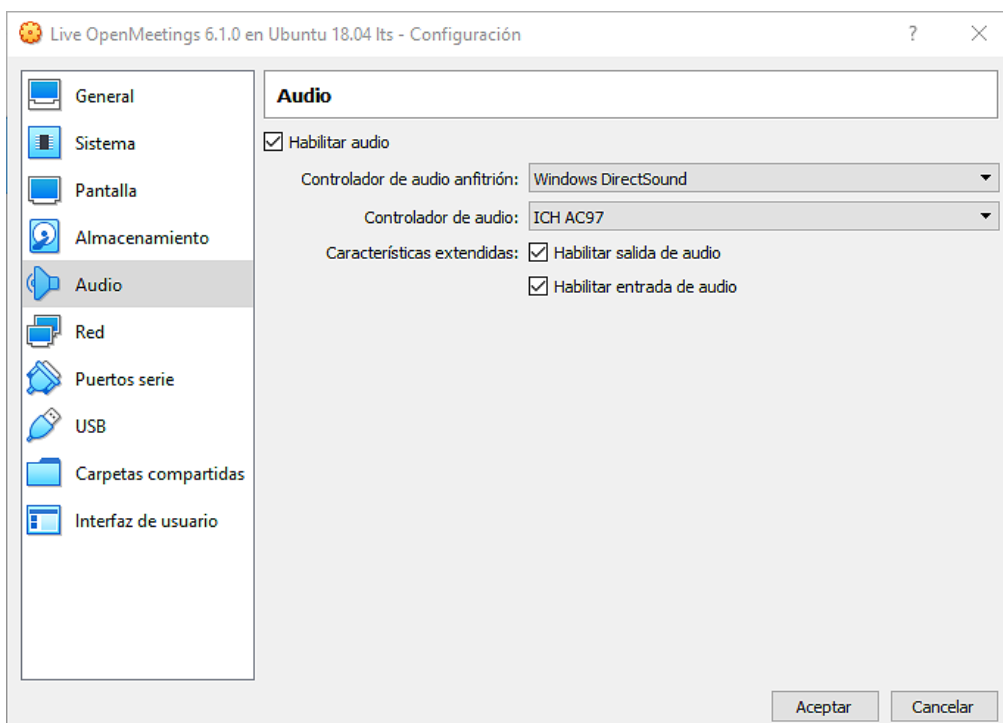 Live OpenMeetings 6.1.0 en Ubuntu 18.04 lts - Configuración
?
General
Sistema
Pantalla
Almacenamiento
Audio
Red
Puertos serie
USB
Carpetas compartidas
Interfaz de usuario
Audio
Habilitar audio
Controlador de audio anfitrión: Windows DirectSound
Controlador de audio: ICH AC97
Características extendidas: Habilitar salida de audio
Habilitar entrada de audio
Aceptar Cancelar